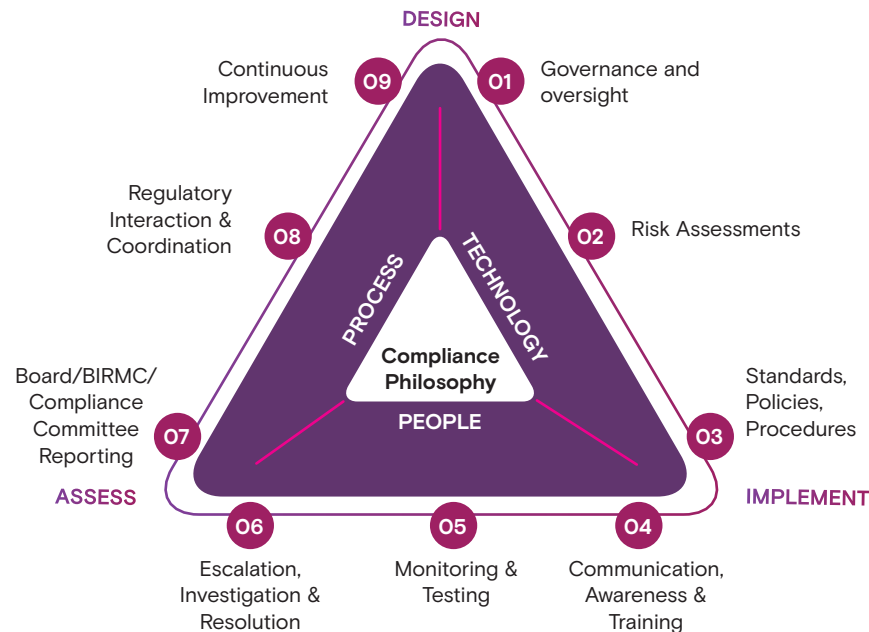 DESIGN
09
Continuous
Improvement
01
Governance and
oversight
Regulatory
Interaction &
Coordination
08
02
Risk Assessments
PROCESS
TECHNOLOGY
Compliance
Philosophy
PEOPLE
Board/BIRMC/
Compliance
Committee
Reporting
07
03
Standards,
Policies,
Procedures
ASSESS
IMPLEMENT
06
Escalation,
Investigation &
Resolution
05
Monitoring &
Testing
04
Communication,
Awareness &
Training